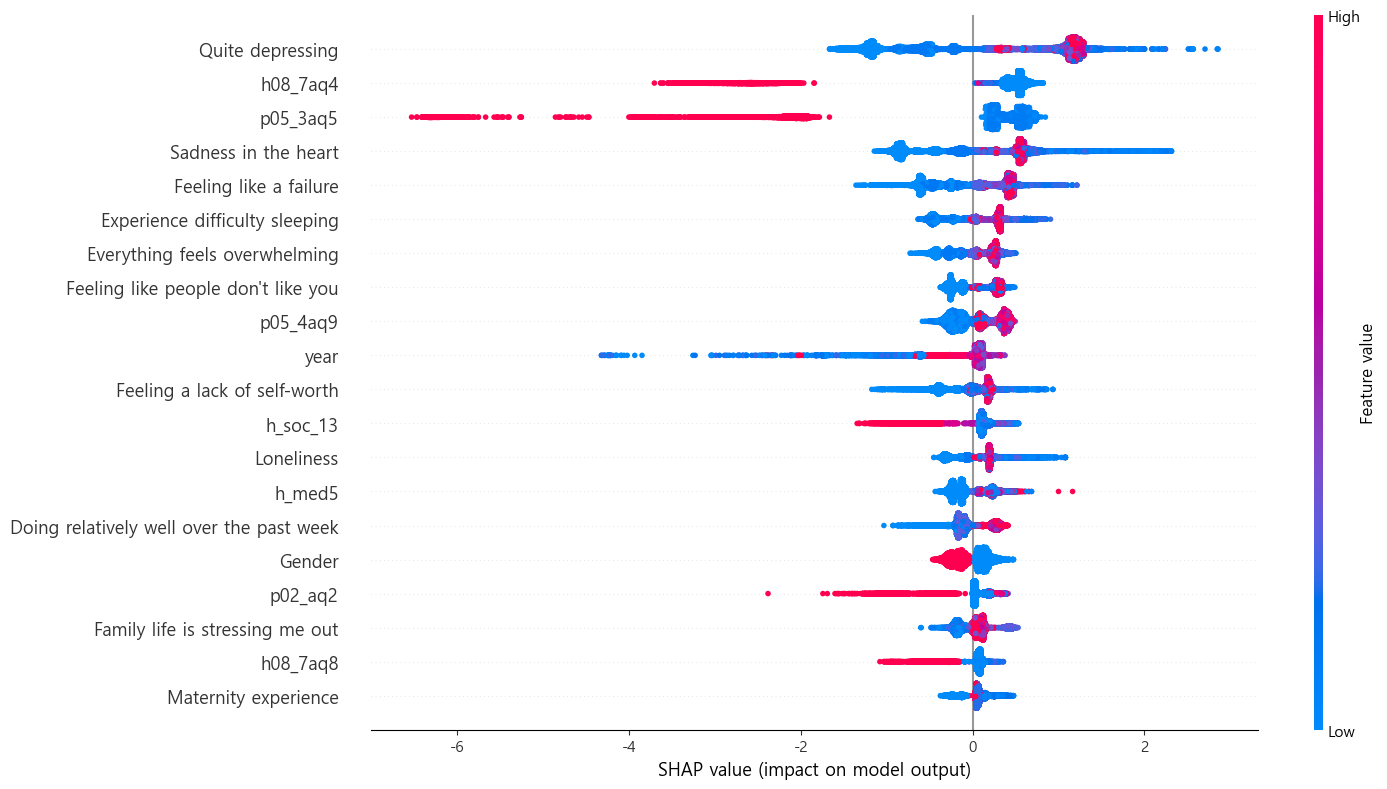 High
Quite depressing
h08_7aq4
p05_3aq5
Sadness in the heart
Feeling like a failure
Experience difficulty sleeping
Everything feels overwhelming
Feeling like people don't like you
p05_4aq9
year
Feeling a lack of self-worth
h_soc_13
Loneliness
h_med5
Doing relatively well over the past week
Gender
p02_aq2
Family life is stressing me out
h08_7aq8
Maternity experience
Feature value
Low
-6 -4 -2 0 2
SHAP value (impact on model output)